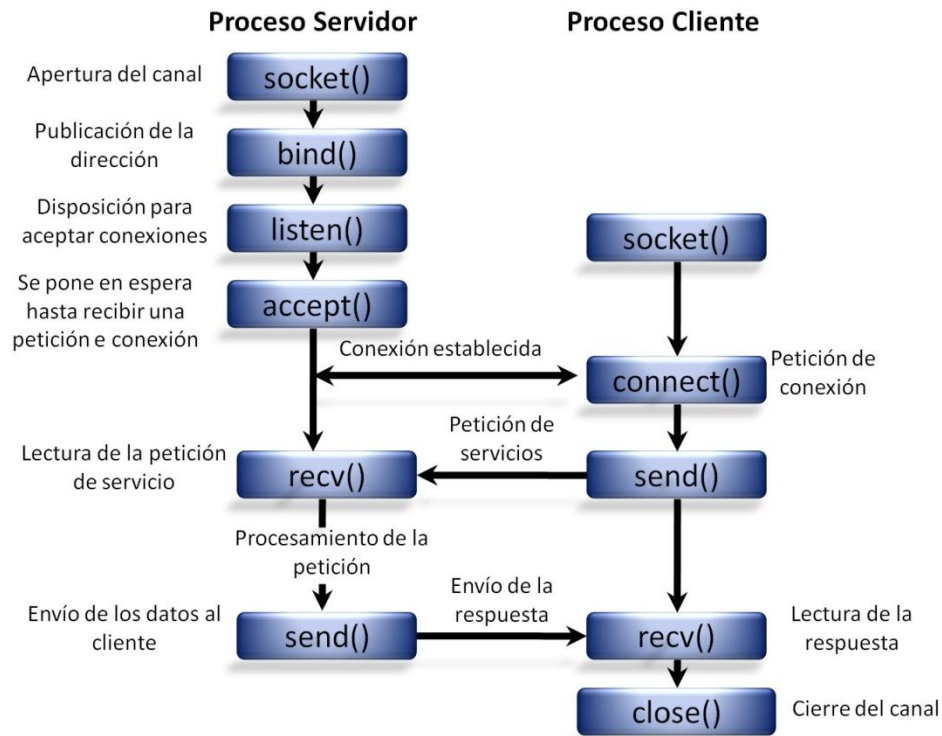 Proceso Servidor
Proceso Cliente
Apertura del canal
socket()
Publicación de la
dirección
bind()
Disposición para
aceptar conexiones
listen()
socket()
Se pone en espera
hasta recibir una
petición e conexión
accept()
Conexión establecida
connect()
Petición de
conexión
Lectura de la petición
de servicio
recv()
Petición de
servicios
send()
Procesamiento de la
petición
Envío de los datos al
cliente
send()
Envío de la
respuesta
recv()
Lectura de la
respuesta
close()
Cierre del canal